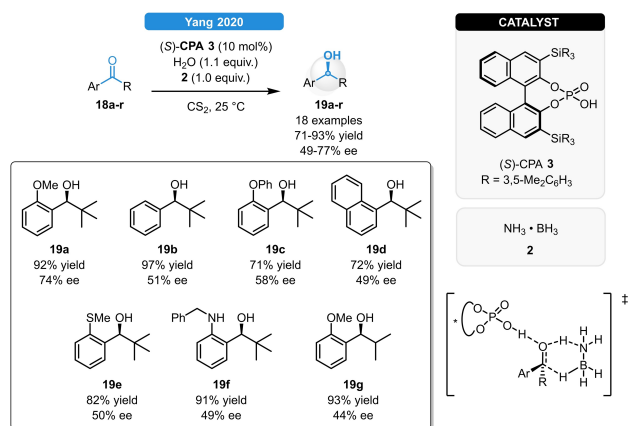 Yang 2020
(S)-CPA 3 (10 mol%)
H2O (1.1 equiv.)
2 (1.0 equiv.)
CS2, 25 °C
O
Ar R
18a-r
OH
Ar R
19a-r
18 examples
71-93% yield
49-77% ee
CATALYST
SiR3
O O
P
O OH
SiR3
(S)-CPA 3
R = 3,5-Me2C6H3
NH3 • BH3
2
OMe OH
19a
92% yield
74% ee
OH
19b
97% yield
51% ee
OPh OH
19c
71% yield
58% ee
OH
19d
72% yield
49% ee
SMe OH
19e
82% yield
50% ee
Ph NH OH
19f
91% yield
49% ee
OMe OH
19g
93% yield
44% ee
‡
* O O
P
O O
H O H H
N H
Ar H B H
R H